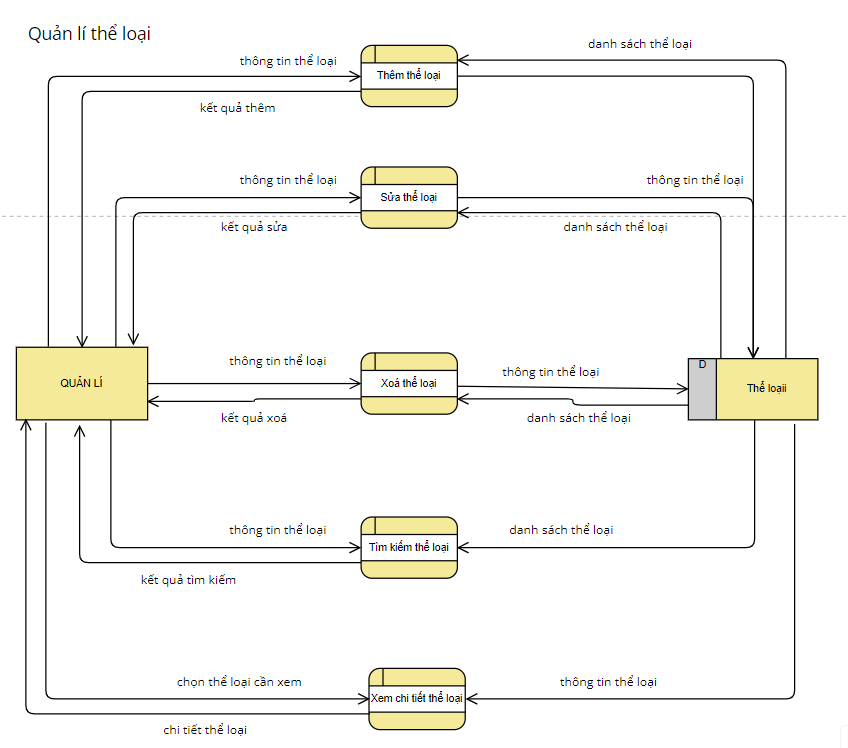 Quản lí thể loại
danh sách thể loại
thông tin thể loại
Thêm thể loại
kết quả thêm
thông tin thể loại
thông tin thể loại
Sửa thể loại
kết quả sửa
danh sách thể loại
thông tin thể loại
D
thông tin thể loại
QUẢN LÍ
Xoá thể loại
Thể loaịi
kết quả xoá
danh sách thể loại
thông tin thể loại
danh sách thể loại
Tìm kiếm thể loại
kết quả tìm kiếm
chọn thể loại cần xem
thông tin thể loại
Xem chi tiết thể loại
chi tiết thể loại